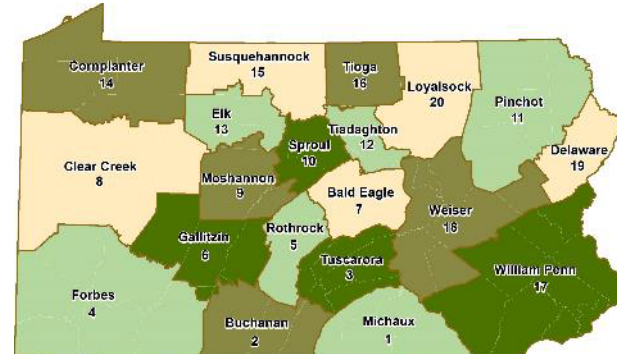 Cornplanter
14
Susquehannock
15
Tioga
16
Loyalsock
20
Pinchot
11
Elk
13
Tiadaghton
12
Sproul
10
Delaware
19
Clear Creek
8
Moshannon
9
Bald Eagle
7
Weiser
18
Gallitzin
6
Rothrock
5
Tuscarora
3
William Penn
17
Forbes
4
Buchanan
2
Michaux
1